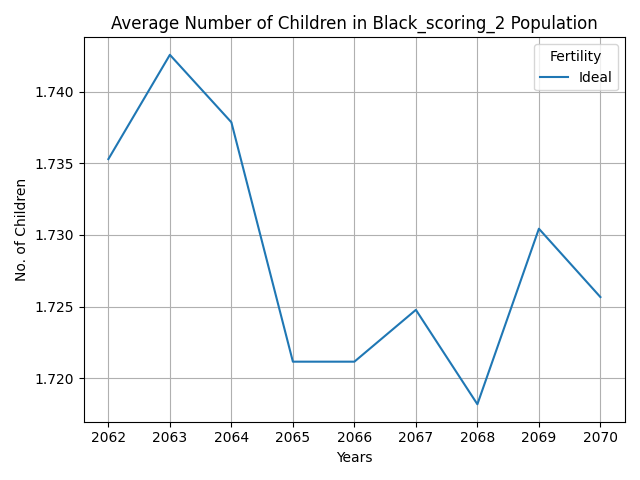 Average Number of Children in Black_scoring_2 Population
Fertility
Ideal
1.740
1.735
1.730
1.725
1.720
No. of Children
2062 2063 2064 2065 2066 2067 2068 2069 2070
Years